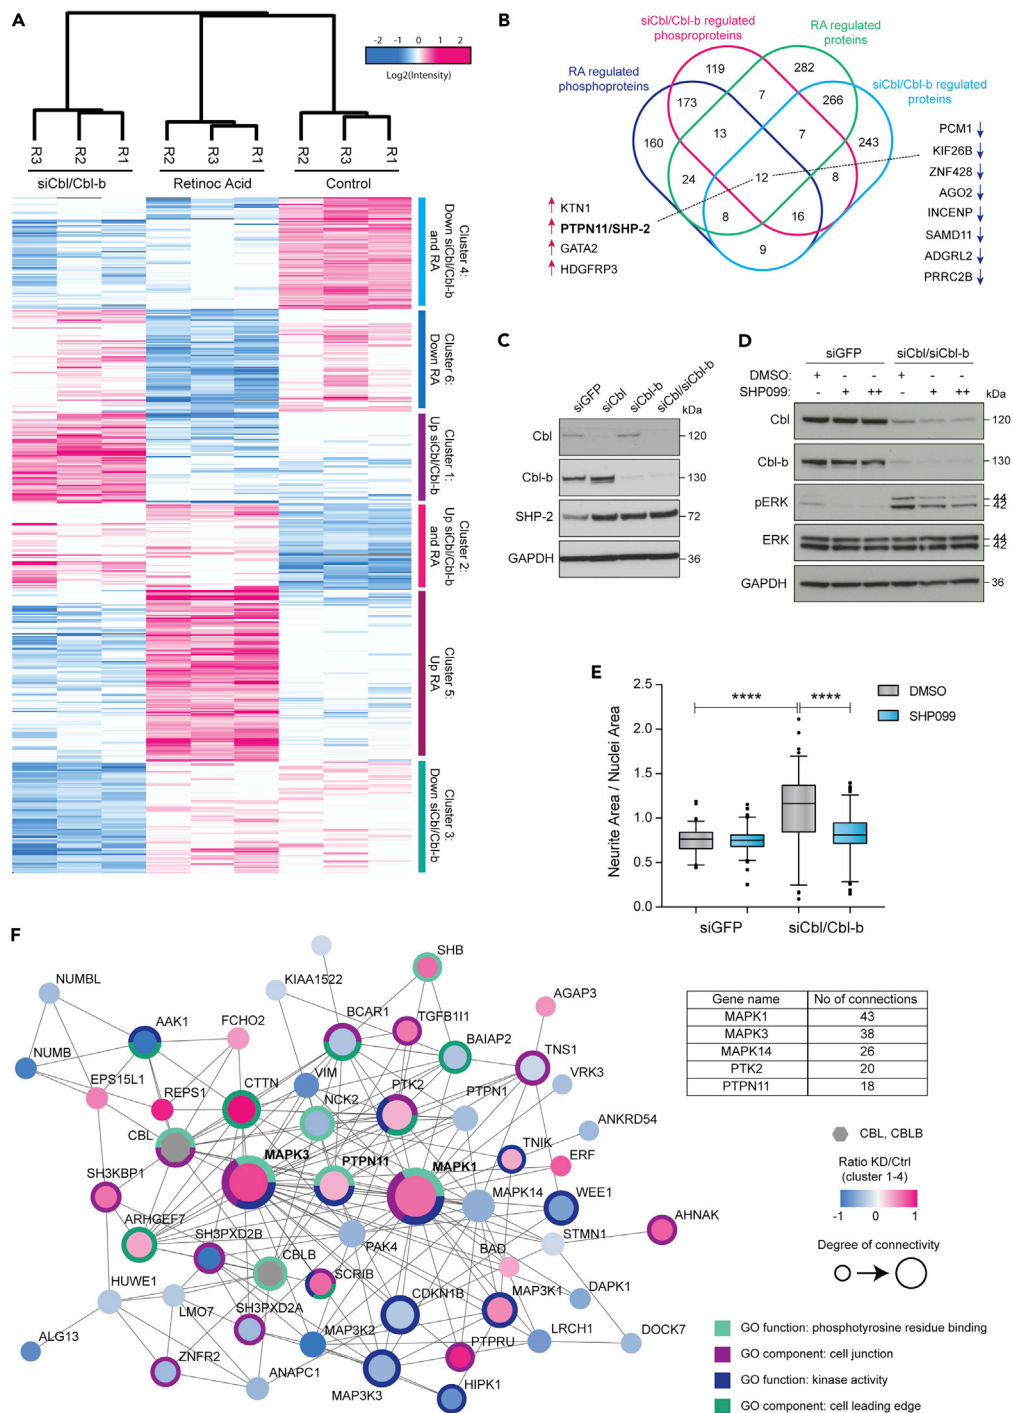 A
-2 -1 0 1 2
Log2(Intensity)
R3 R2 R1 R2 R3 R1 R2 R3 R1
siCbl/Cbl-b Retinoc Acid Control
Cluster 4:
Down siCbl/Cbl-b
and RA
Cluster 6:
Down RA
Cluster 1:
Up siCbl/Cbl-b
Cluster 2:
Up siCbl/Cbl-b
and RA
Cluster 5:
Up RA
Cluster 3:
Down siCbl/Cbl-b
B
siCbl/Cbl-b regulated
phosproproteins
RA regulated
proteins
RA regulated
phosphoproteins
siCbl/Cbl-b regulated
proteins
119 282
173 7 266
160 13 7 243
24 12 8
8 16
9
KTN1
PTPN11/SHP-2
GATA2
HDGFRP3
PCM1
KIF26B
ZNF428
AGO2
INCENP
SAMD11
ADGRL2
PRRC2B
C
siGFP siCbl siCbl-b siCbl/siCbl-b
kDa
Cbl 120
Cbl-b 130
SHP-2 72
GAPDH 36
D
siGFP siCbl/siCbl-b
DMSO: + - - + - -
SHP099: - + ++ - + ++
kDa
Cbl 120
Cbl-b 130
pERK 44
42
ERK 44
42
GAPDH 36
E
Neurite Area / Nuclei Area
2.5
2.0
1.5
1.0
0.5
0.0
**** ****
DMSO
SHP099
siGFP siCbl/Cbl-b
F
NUMBL
KIAA1522
SHB
AGAP3
AAK1
FCHO2
BCAR1
TGFB1I1
BAIAP2
TNS1
NUMB
EPS15L1
REPS1
CTTN
VIM
NCK2
PTK2
PTPN1
VRK3
ANKRD54
CBL
MAPK3
PTPN11
MAPK1
TNIK
ERF
SH3KBP1
MAPK14
WEE1
AHNAK
ARHGEF7
SH3PXD2B
CBLB
PAK4
STMN1
BAD
SCRIB
HUWE1
LMO7
SH3PXD2A
CDKN1B
MAP3K1
DAPK1
ALG13
ZNFR2
ANAPC1
MAP3K2
MAP3K3
PTPRU
LRCH1
DOCK7
HIPK1
Gene name No of connections
MAPK1 43
MAPK3 38
MAPK14 26
PTK2 20
PTPN11 18
CBL, CBLB
Ratio KD/Ctrl
(cluster 1-4)
-1 0 1
Degree of connectivity
GO function: phosphotyrosine residue binding
GO component: cell junction
GO function: kinase activity
GO component: cell leading edge